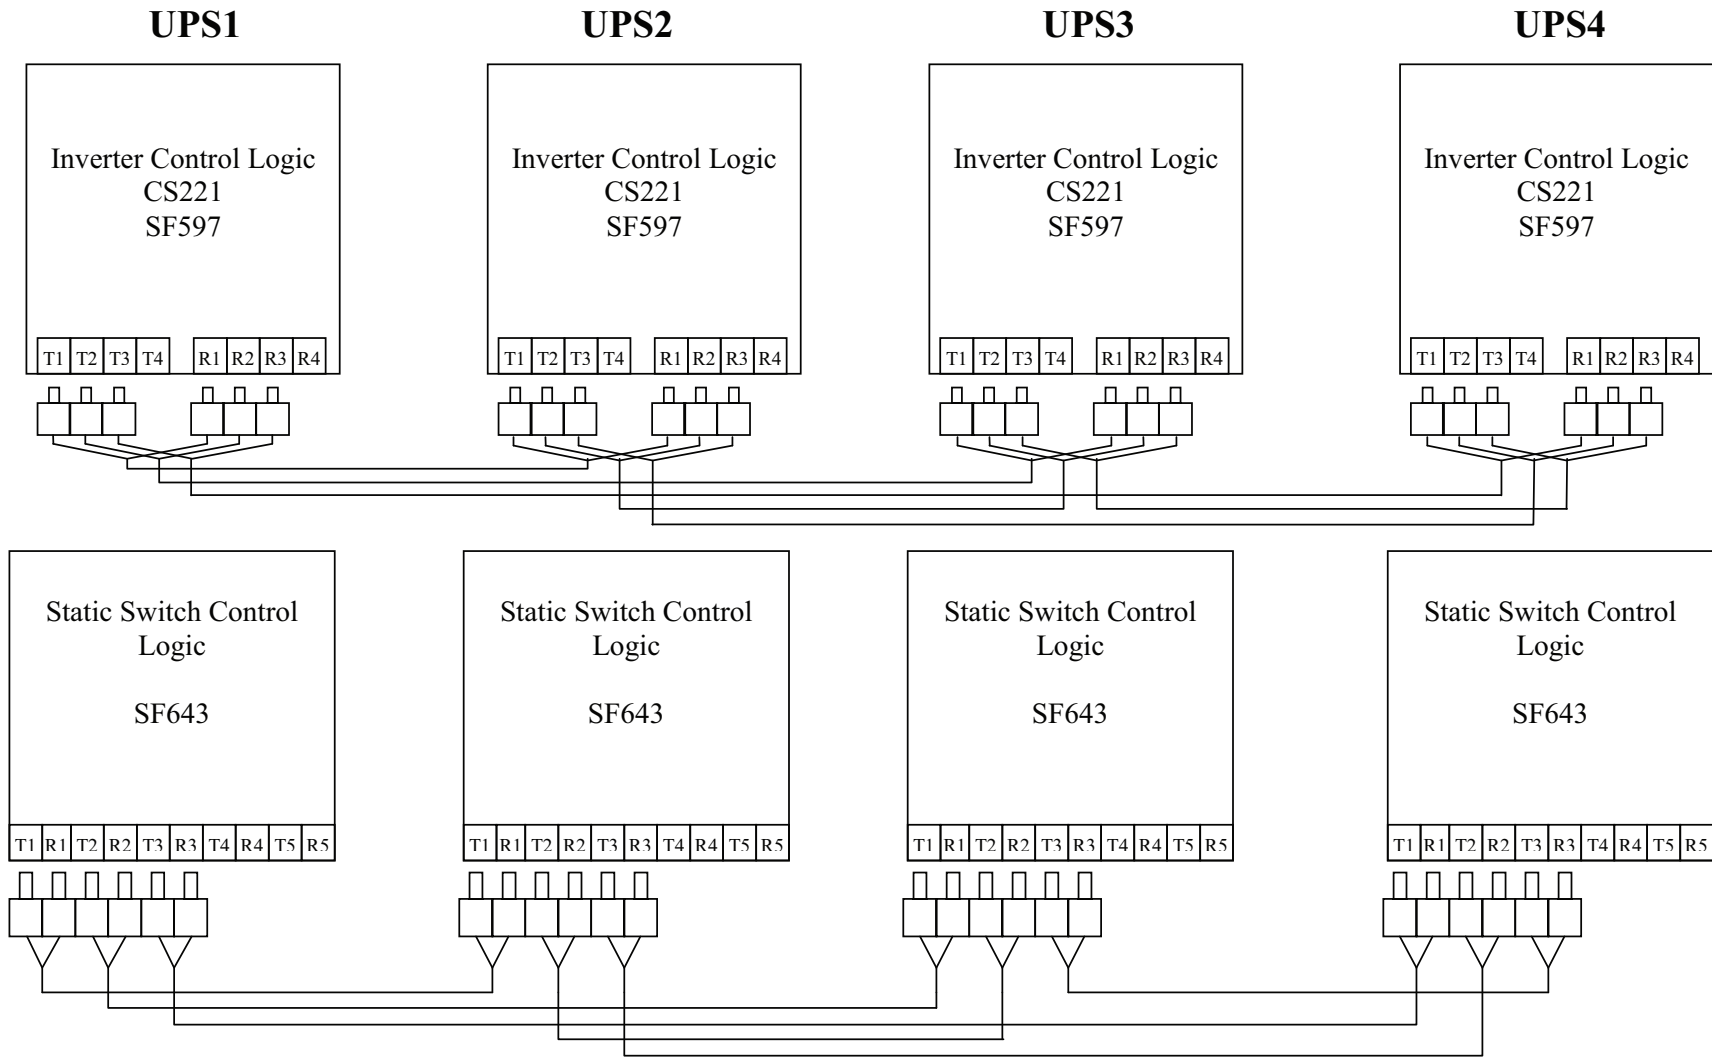 UPS1 UPS2 UPS3 UPS4
Inverter Control Logic Inverter Control Logic Inverter Control Logic Inverter Control Logic
CS221 CS221 CS221 CS221
SF597 SF597 SF597 SF597
T1 T2 T3 T4 R1 R2 R3 R4 T1 T2 T3 T4 R1 R2 R3 R4 T1 T2 T3 T4 R1 R2 R3 R4 T1 T2 T3 T4 R1 R2 R3 R4
Static Switch Control Static Switch Control Static Switch Control Static Switch Control
Logic Logic Logic Logic
SF643 SF643 SF643 SF643
T1 R1 T2 R2 T3 R3 T4 R4 T5 R5 T1 R1 T2 R2 T3 R3 T4 R4 T5 R5 T1 R1 T2 R2 T3 R3 T4 R4 T5 R5 T1 R1 T2 R2 T3 R3 T4 R4 T5 R5